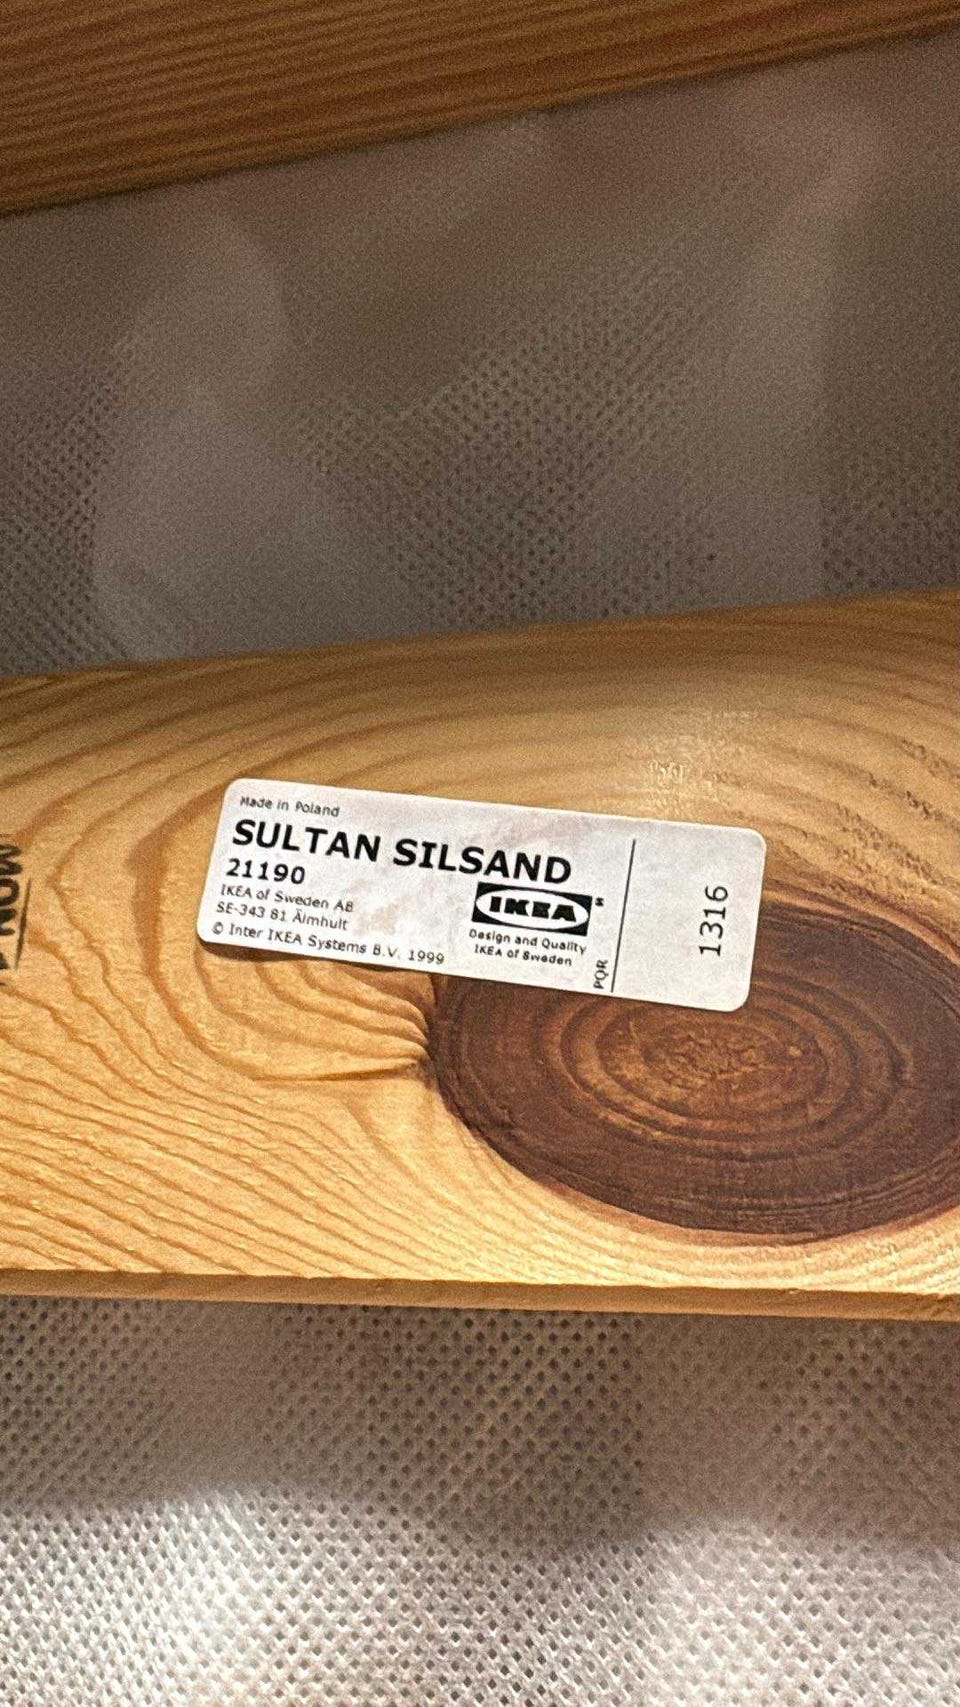 Made in Poland
SULTAN SILSAND
21190
IKEA of Sweden AB
SE-343 81 Älmhult
© Inter IKEA Systems B.V. 1999
IKEA
Design and Quality
IKEA of Sweden
PQR
1316